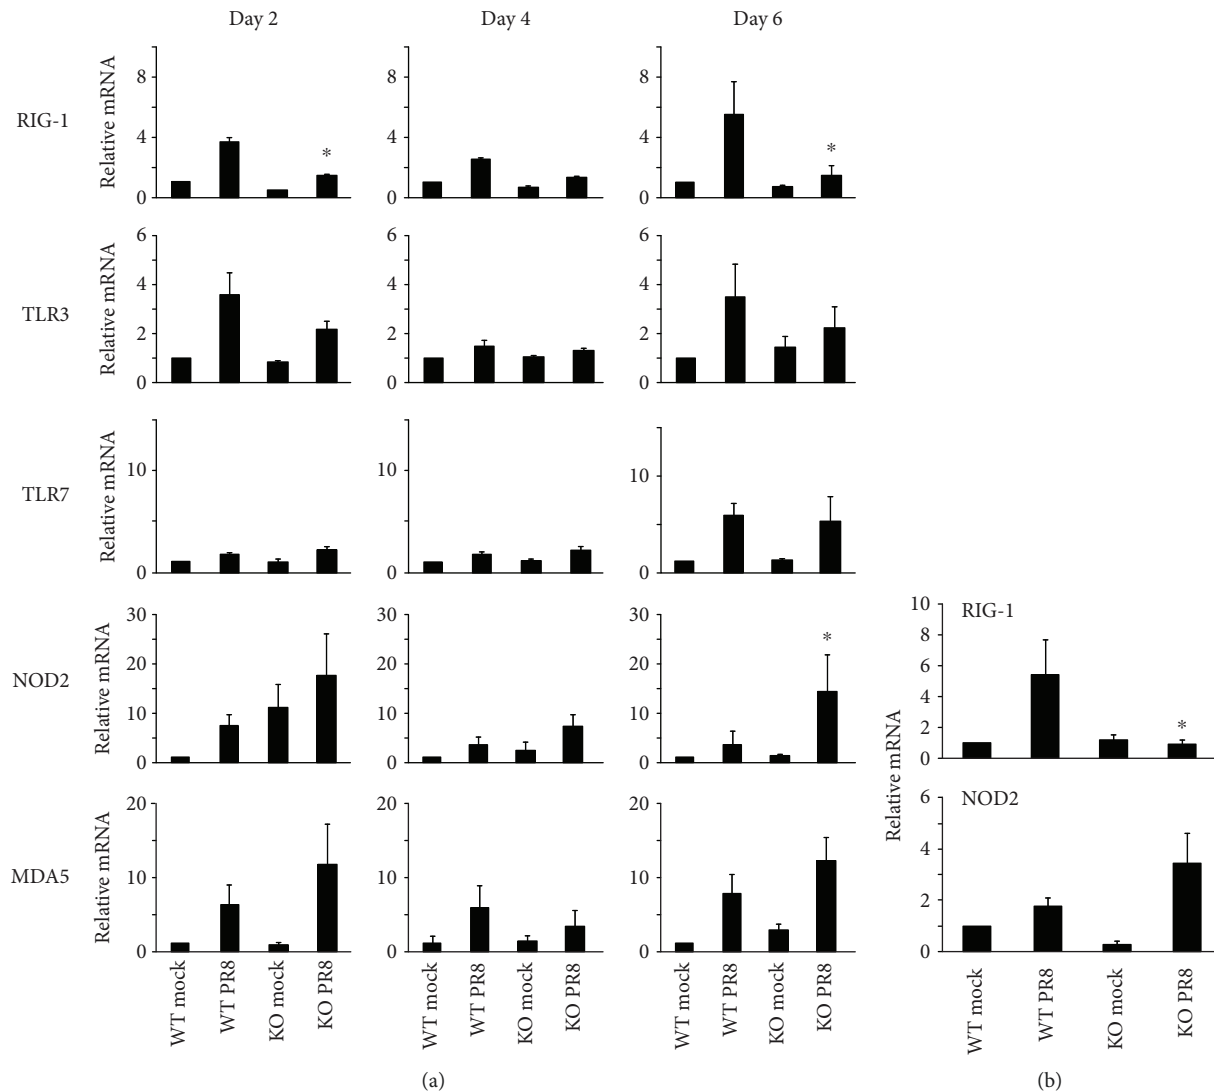 Day 2
Day 4
Day 6
RIG-1
Relative mRNA
8
4
0
8
4
0
8
4
0
*
*
TLR3
Relative mRNA
6
4
2
0
6
4
2
0
6
4
2
0
TLR7
Relative mRNA
10
0
10
0
10
0
NOD2
Relative mRNA
30
20
10
0
30
20
10
0
30
20
10
0
*
MDA5
Relative mRNA
20
10
0
20
10
0
20
10
0
WT mock
WT PR8
KO mock
KO PR8
WT mock
WT PR8
KO mock
KO PR8
WT mock
WT PR8
KO mock
KO PR8
(a)
Relative mRNA
RIG-1
10
8
6
4
2
0
*
NOD2
6
4
2
0
WT mock
WT PR8
KO mock
KO PR8
(b)